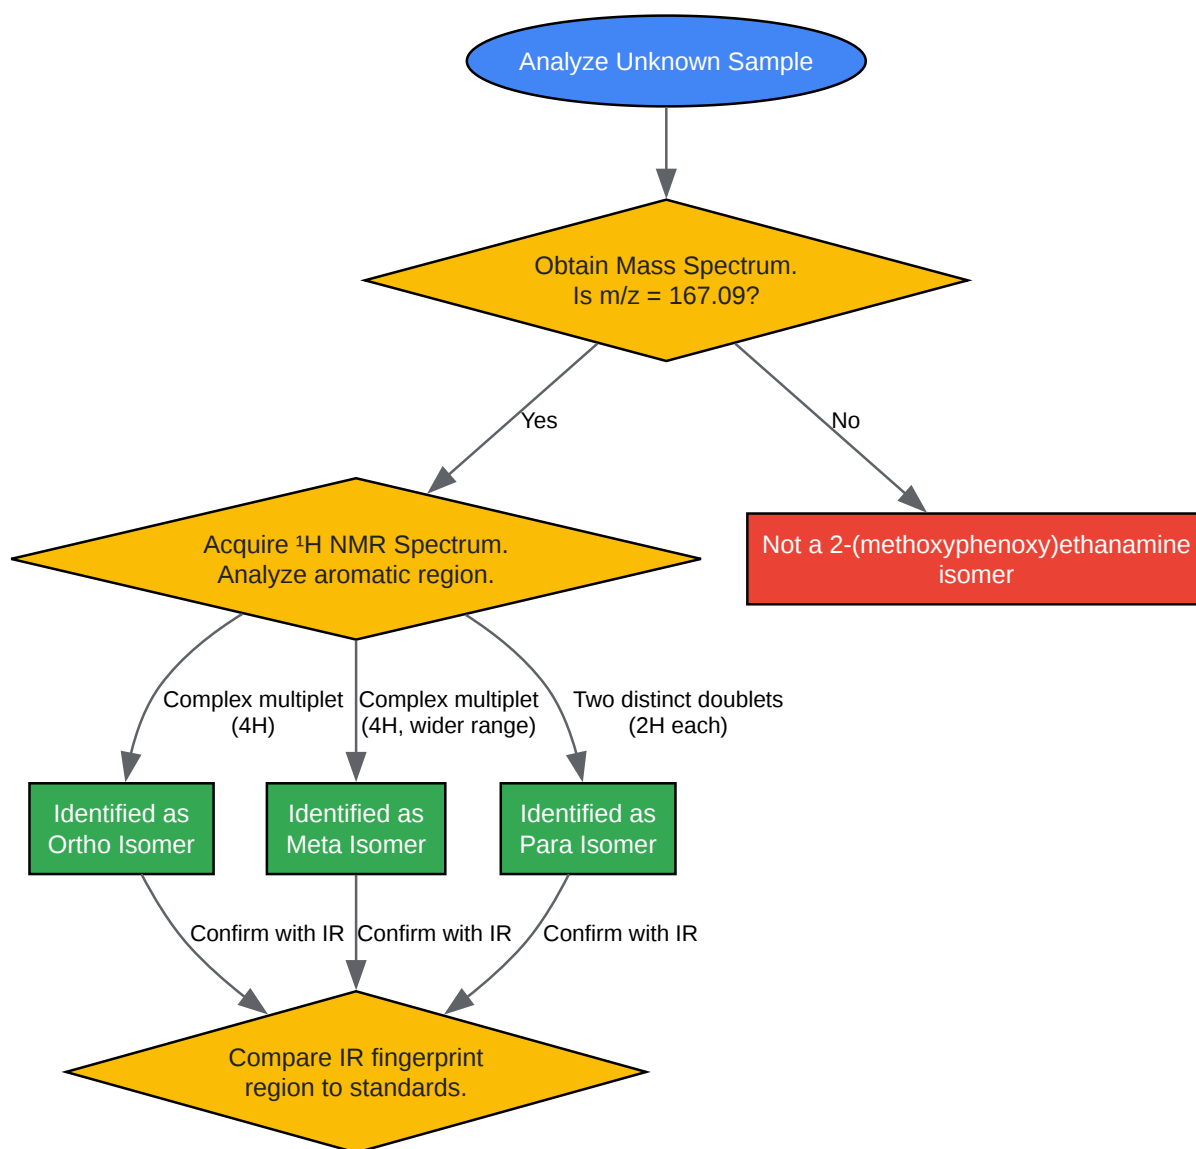 Analyze Unknown Sample
Obtain Mass Spectrum.
Is m/z = 167.09?
Yes
No
Acquire ¹H NMR Spectrum.
Analyze aromatic region.
Not a 2-(methoxyphenoxy)ethanamine
isomer
Complex multiplet
(4H)
Complex multiplet
(4H, wider range)
Two distinct doublets
(2H each)
Identified as
Ortho Isomer
Identified as
Meta Isomer
Identified as
Para Isomer
Confirm with IR
Confirm with IR
Confirm with IR
Compare IR fingerprint
region to standards.